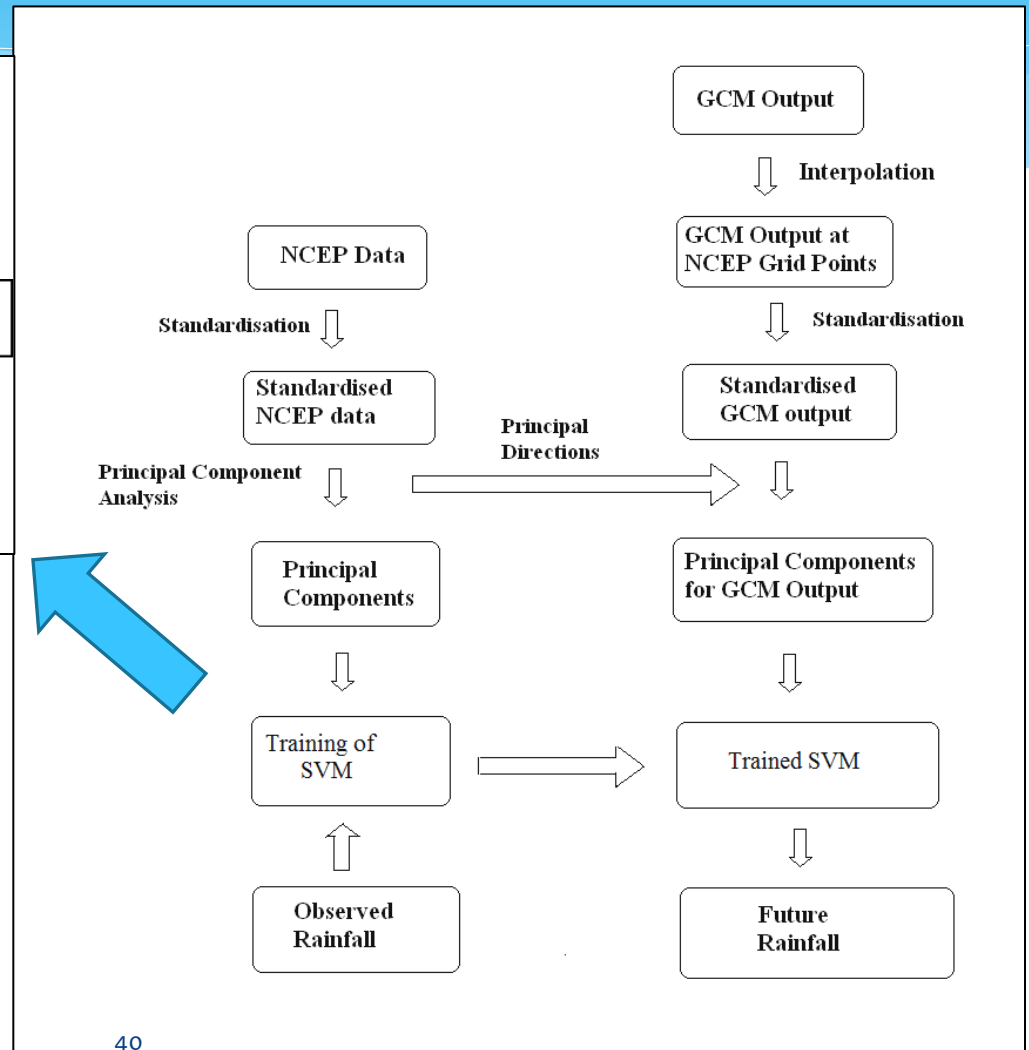 GCM Output
Interpolation
NCEP Data
GCM Output at
NCEP Grid Points
Standardisation
Standardisation
Standardised
NCEP data
Standardised
GCM output
Principal
Directions
Principal Component
Analysis
Principal
Components
Principal Components
for GCM Output
Training of
SVM
Trained SVM
Observed
Rainfall
Future
Rainfall
40